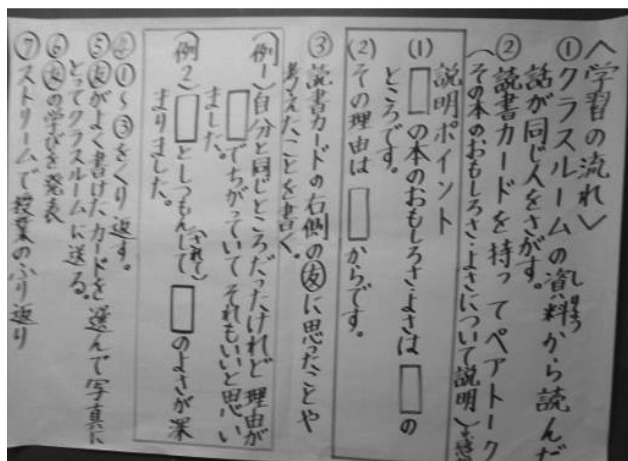 〈学習の流れ〉
①クラスルームの資料から読んだ
しりょう
話が同じ人をさがす。
②読書カードを持ってペアトーク
(その本のおもしろさよさについて説明)
説明ポイント
(1)□の本のおもしろさよさは□の
ところです。
(2)その理由は□からです。
③読書カードの右側の友に思ったことや
考えたことを書く。
(例1)自分と同じところだったけれど理由が
□でちがっていてそれもいいと思い
ました。
(例2)□としつもんして(されて)□のよさが深
まりました。
④①〜③をくり返す。
⑤友がよく書けたカードを選んで写真に
とってクラスルームに送る。
⑥友の学びを発表
⑦ストリームで授業のふり返り